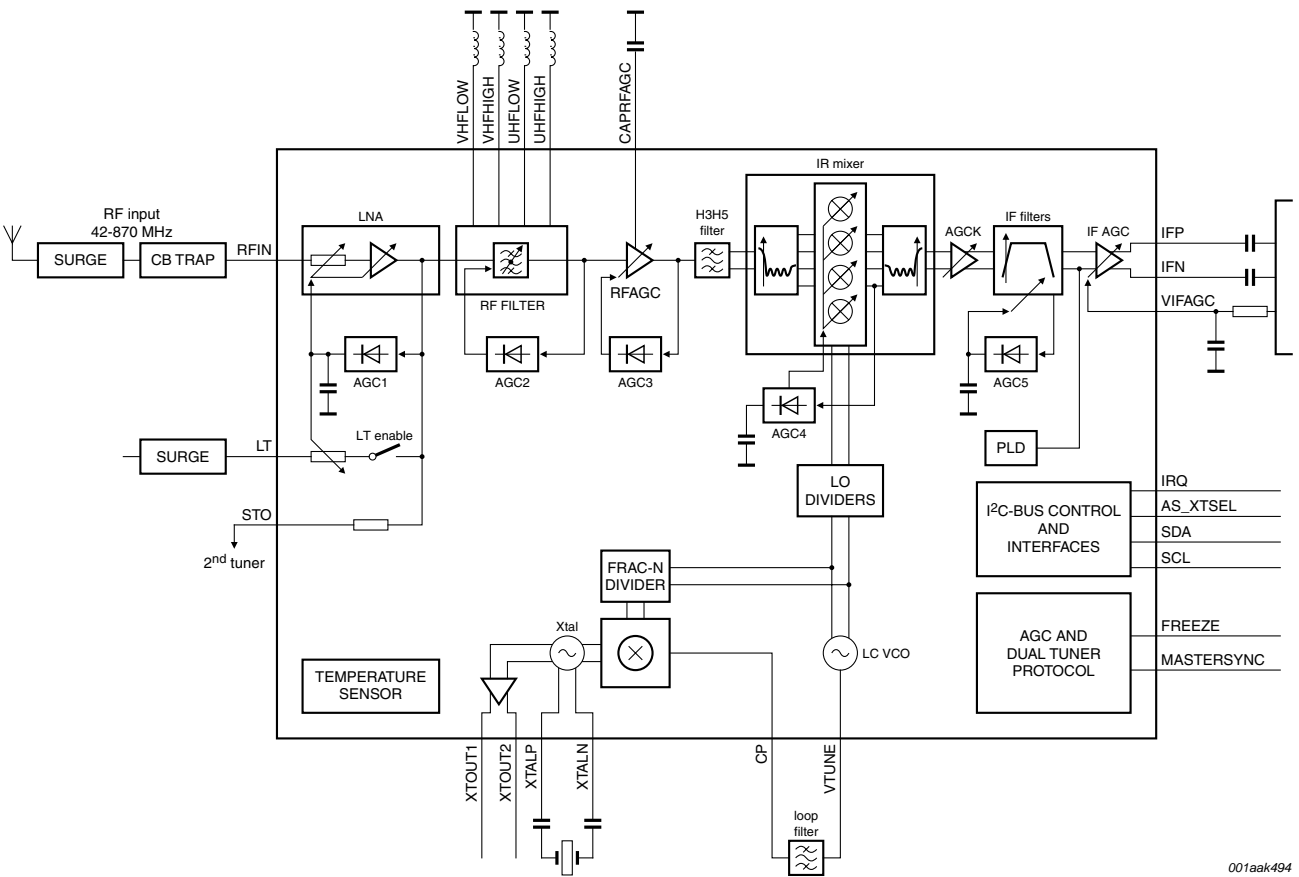 VHFLOW
VHFHIGH
UHFLOW
UHFHIGH
CAPRFAGC
IR mixer
RF input
42-870 MHz
SURGE
CB TRAP
RFIN
LNA
RF FILTER
RFAGC
H3H5
filter
AGCK
IF filters
IF AGC
IFP
IFN
VIFAGC
AGC1
AGC2
AGC3
AGC4
AGC5
PLD
SURGE
LT
LT enable
STO
2nd tuner
LO
DIVIDERS
I2C-BUS CONTROL
AND
INTERFACES
IRQ
AS_XTSEL
SDA
SCL
FRAC-N
DIVIDER
Xtal
LC VCO
TEMPERATURE
SENSOR
AGC AND
DUAL TUNER
PROTOCOL
FREEZE
MASTERSYNC
XTOUT1
XTOUT2
XTALP
XTALN
CP
VTUNE
loop
filter
001aak494